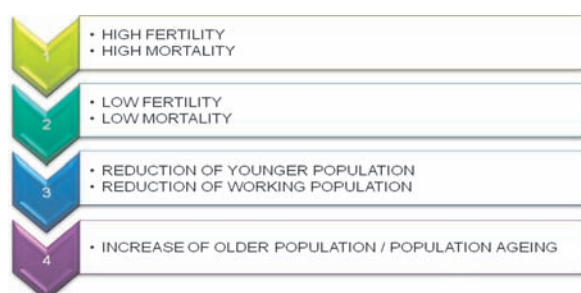 1
• HIGH FERTILITY
• HIGH MORTALITY
2
• LOW FERTILITY
• LOW MORTALITY
3
• REDUCTION OF YOUNGER POPULATION
• REDUCTION OF WORKING POPULATION
4
• INCREASE OF OLDER POPULATION / POPULATION AGEING